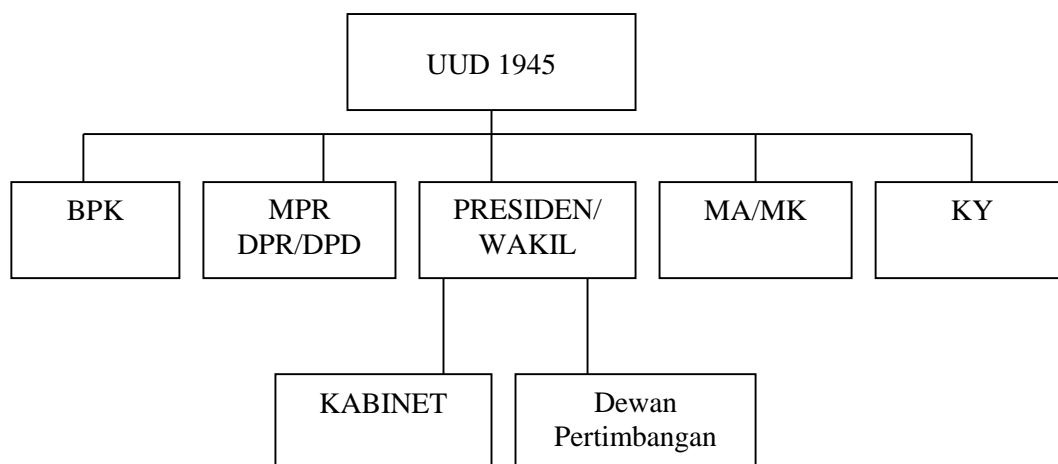 UUD 1945
BPK
MPR
DPR/DPD
PRESIDEN/
WAKIL
MA/MK
KY
KABINET
Dewan
Pertimbangan